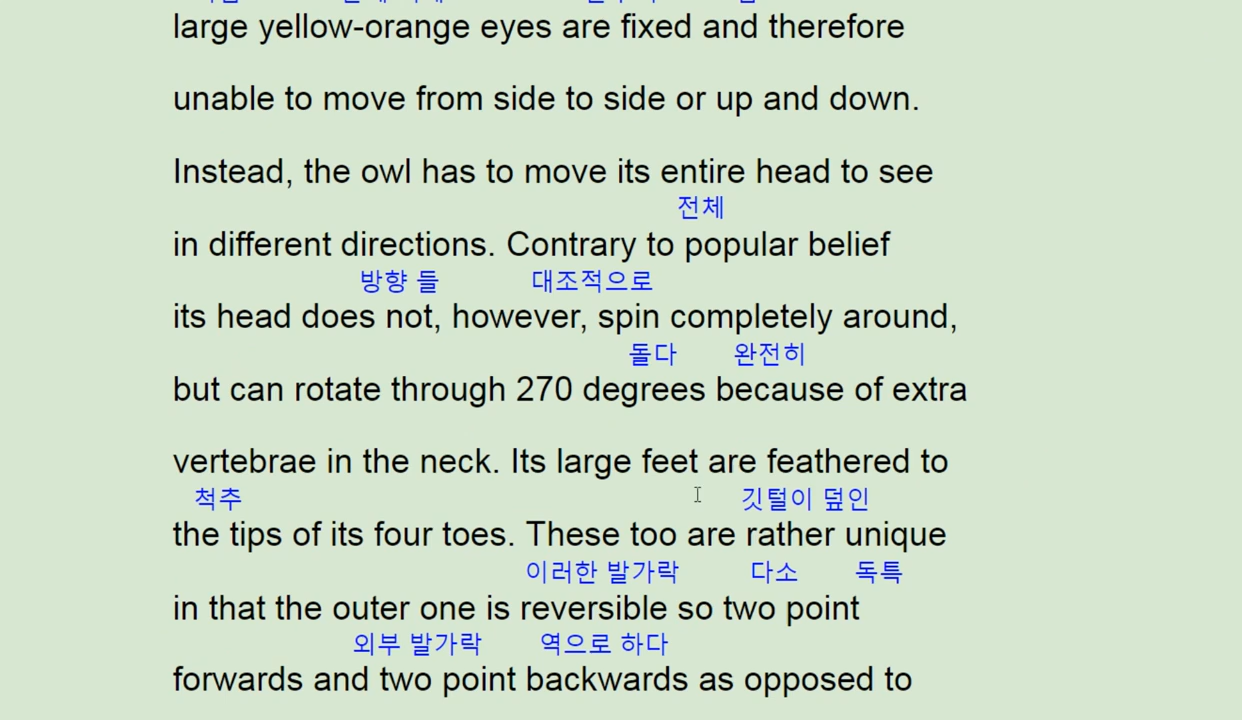 large yellow-orange eyes are fixed and therefore
unable to move from side to side or up and down.
Instead, the owl has to move its entire head to see
전체
in different directions. Contrary to popular belief
방향 들 대조적으로
its head does not, however, spin completely around,
돌다 완전히
but can rotate through 270 degrees because of extra
vertebrae in the neck. Its large feet are feathered to
척추 깃털이 덮인
the tips of its four toes. These too are rather unique
이러한 발가락 다소 독특
in that the outer one is reversible so two point
외부 발가락 역으로 하다
forwards and two point backwards as opposed to